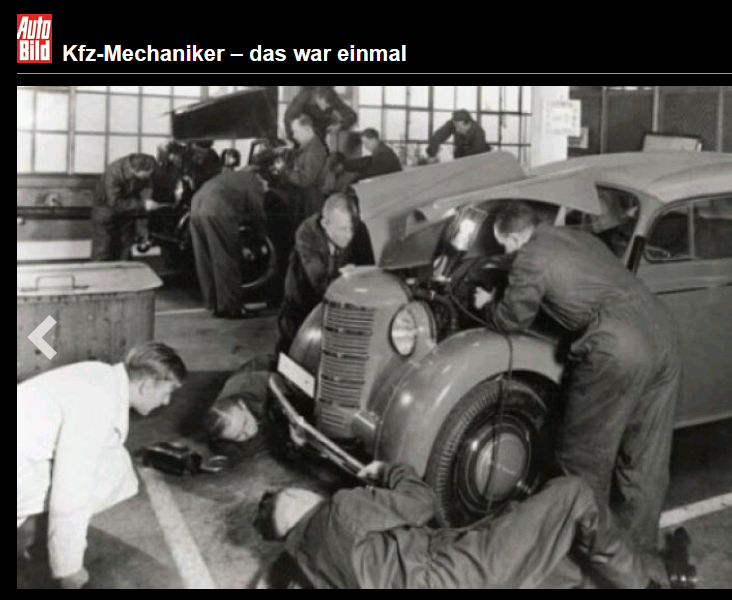 Auto
Bild
Kfz-Mechaniker – das war einmal